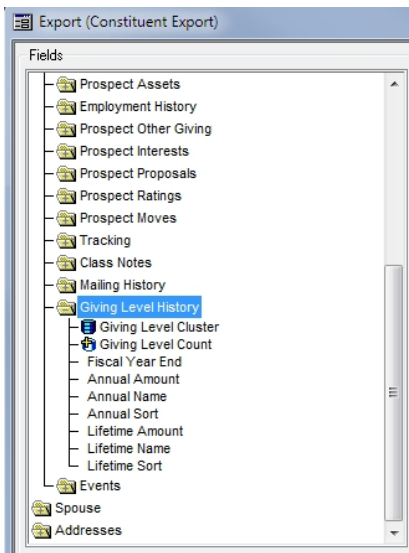 Export (Constituent Export)
Fields
Prospect Assets
Employment History
Prospect Other Giving
Prospect Interests
Prospect Proposals
Prospect Ratings
Prospect Moves
Tracking
Class Notes
Mailing History
Giving Level History
Giving Level Cluster
Giving Level Count
Fiscal Year End
Annual Amount
Annual Name
Annual Sort
Lifetime Amount
Lifetime Name
Lifetime Sort
Events
Spouse
Addresses